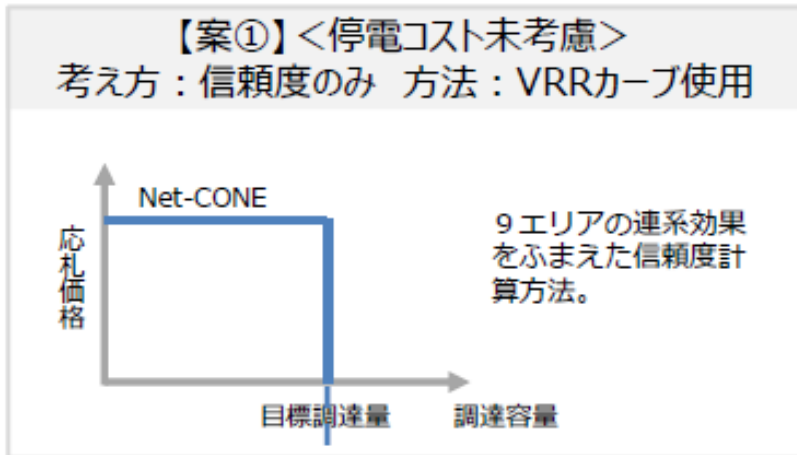 【案①】＜停電コスト未考慮＞
考え方：信頼度のみ 方法：VRRカーブ使用
Net-CONE
応札価格
９エリアの連系効果
をふまえた信頼度計
算方法。
目標調達量
調達容量